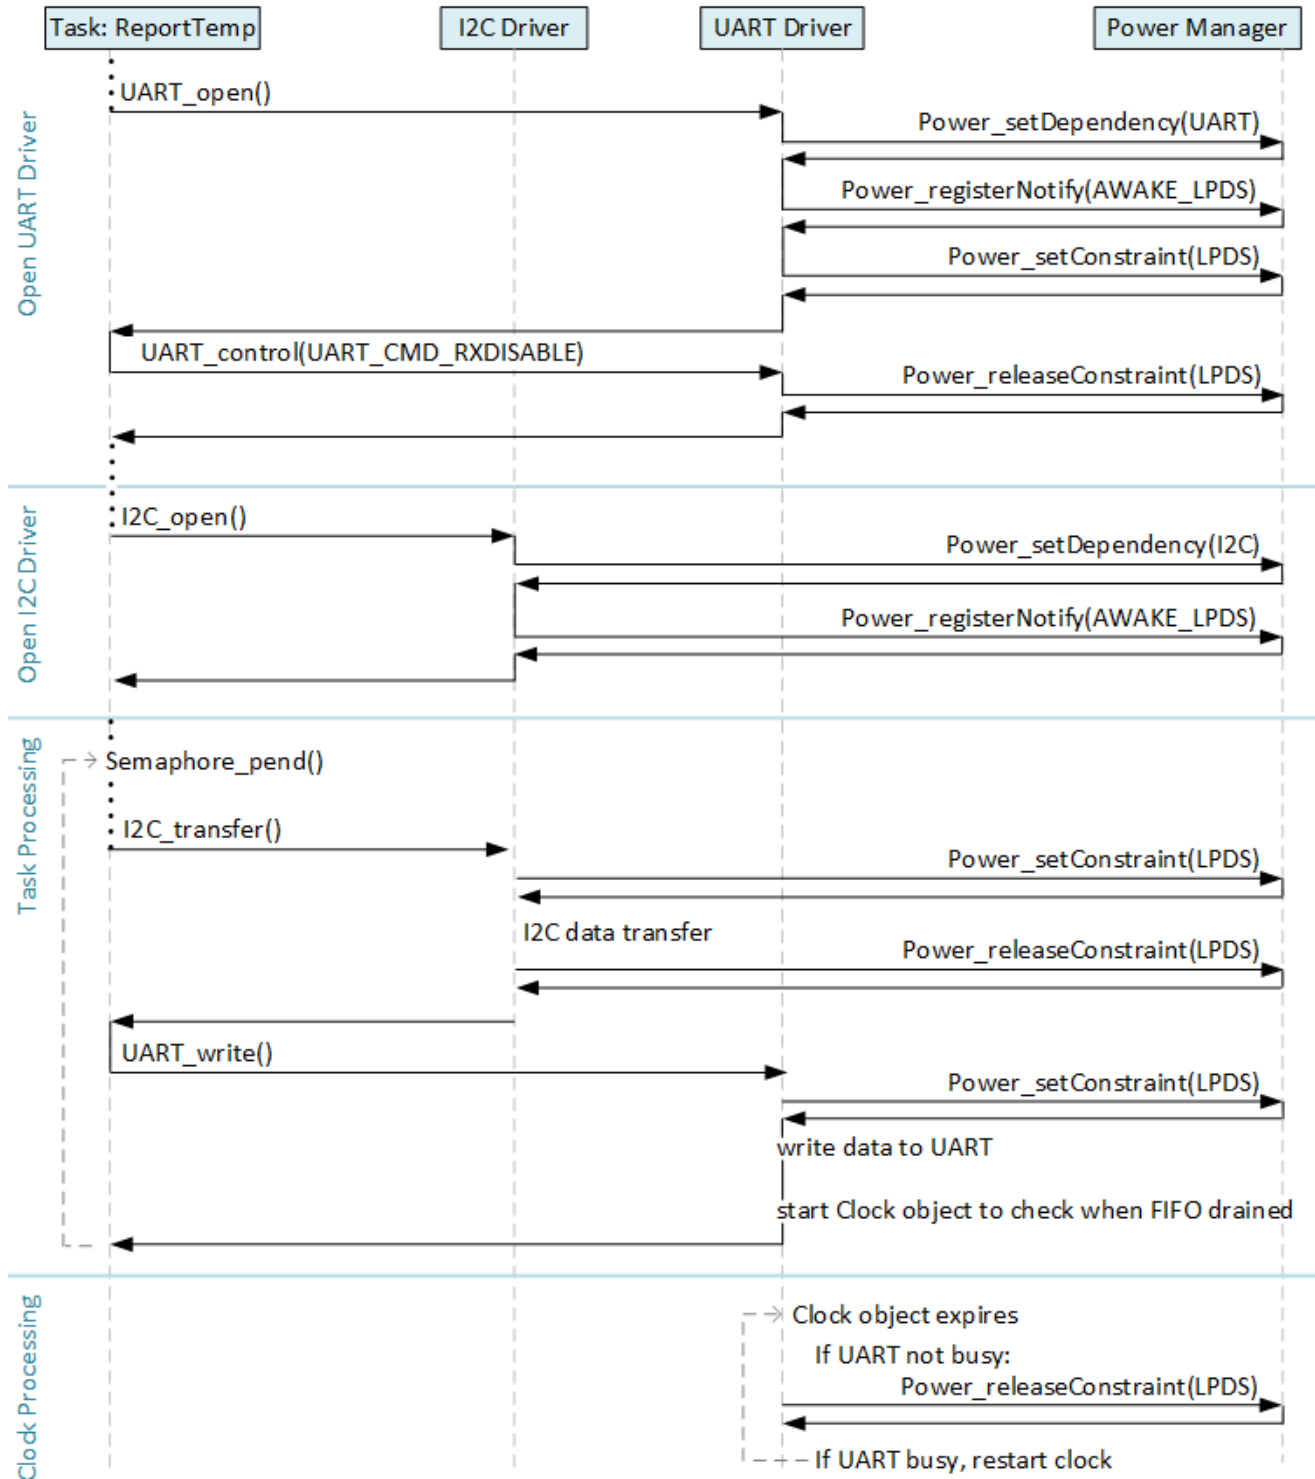 Task: ReportTemp
I2C Driver
UART Driver
Power Manager
Open UART Driver
UART_open()
Power_setDependency(UART)
Power_registerNotify(AWAKE_LPDS)
Power_setConstraint(LPDS)
UART_control(UART_CMD_RXDISABLE)
Power_releaseConstraint(LPDS)
Open I2C Driver
I2C_open()
Power_setDependency(I2C)
Power_registerNotify(AWAKE_LPDS)
Task Processing
Semaphore_pend()
I2C_transfer()
Power_setConstraint(LPDS)
I2C data transfer
Power_releaseConstraint(LPDS)
UART_write()
Power_setConstraint(LPDS)
write data to UART
start Clock object to check when FIFO drained
Clock Processing
Clock object expires
If UART not busy:
Power_releaseConstraint(LPDS)
If UART busy, restart clock